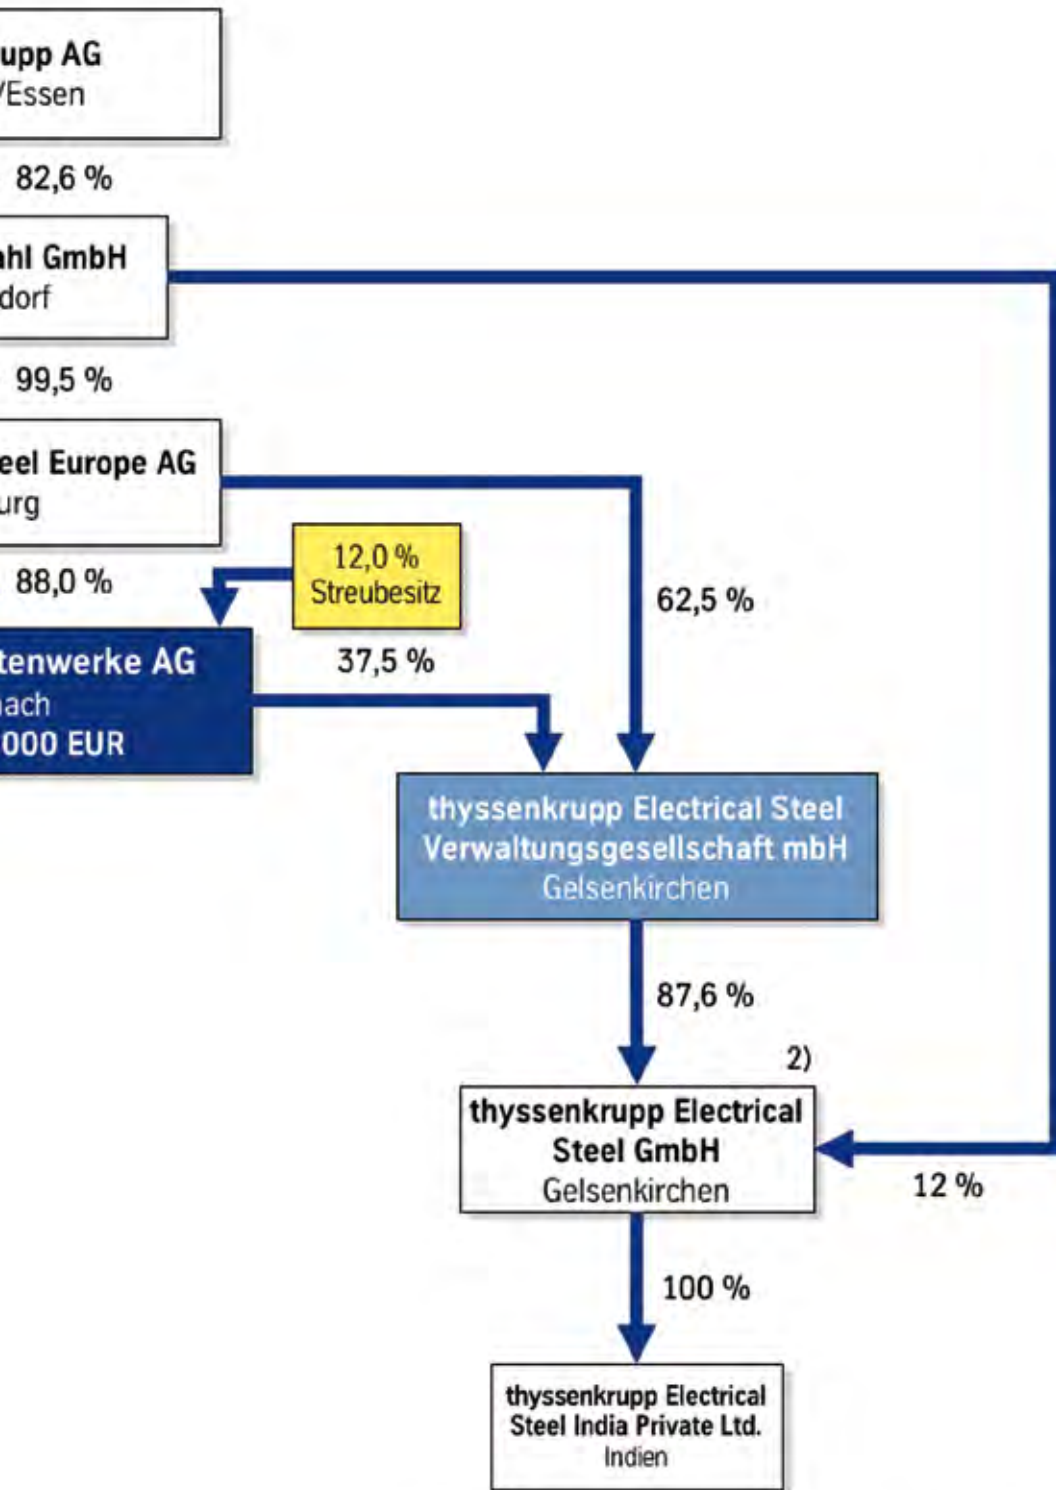 upp AG
/Essen
82,6 %
ahl GmbH
dorf
99,5 %
eel Europe AG
urg
88,0 %
12,0 %
Streubesitz
62,5 %
37,5 %
tenwerke AG
nach
000 EUR
thyssenkrupp Electrical Steel
Verwaltungsgesellschaft mbH
Gelsenkirchen
87,6 %
2)
thyssenkrupp Electrical
Steel GmbH
Gelsenkirchen
12 %
100 %
thyssenkrupp Electrical
Steel India Private Ltd.
Indien